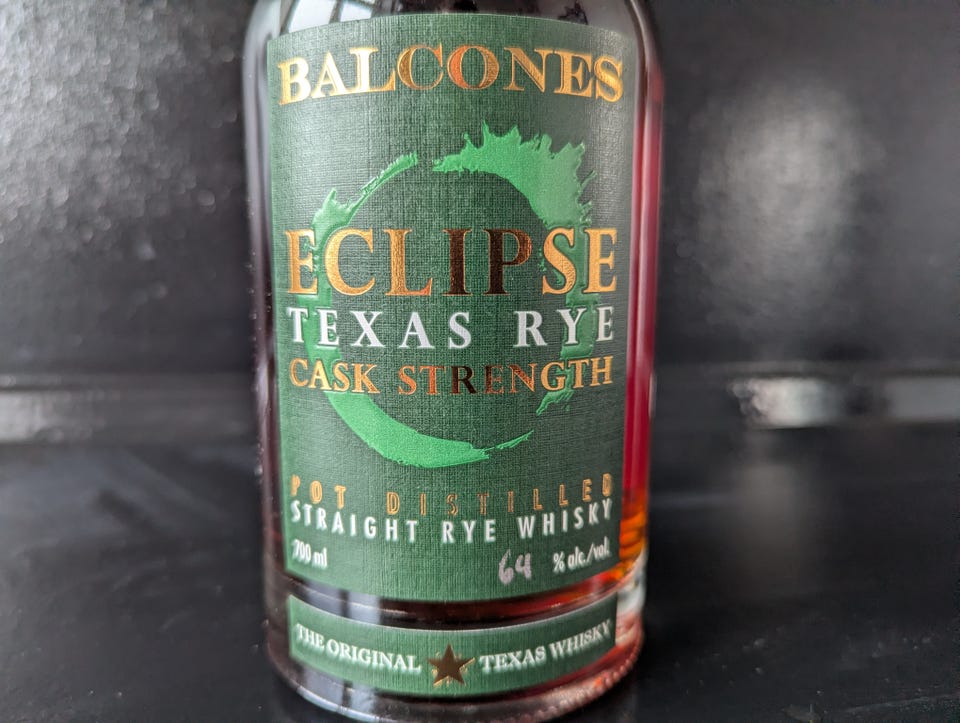 BALCONES
ECLIPSE
TEXAS RYE
CASK STRENGTH
POT DISTILLED
STRAIGHT RYE WHISKY
700 ml 64 % alc./vol.
THE ORIGINAL ★ TEXAS WHISKY